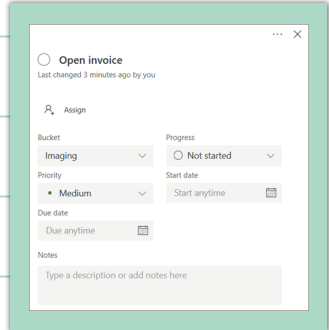 Open invoice
Last changed 3 minutes ago by you
Assign
Bucket
Progress
Imaging
Not started
Priority
Start date
Medium
Start anytime
Due date
Due anytime
Notes
Type a description or add notes here